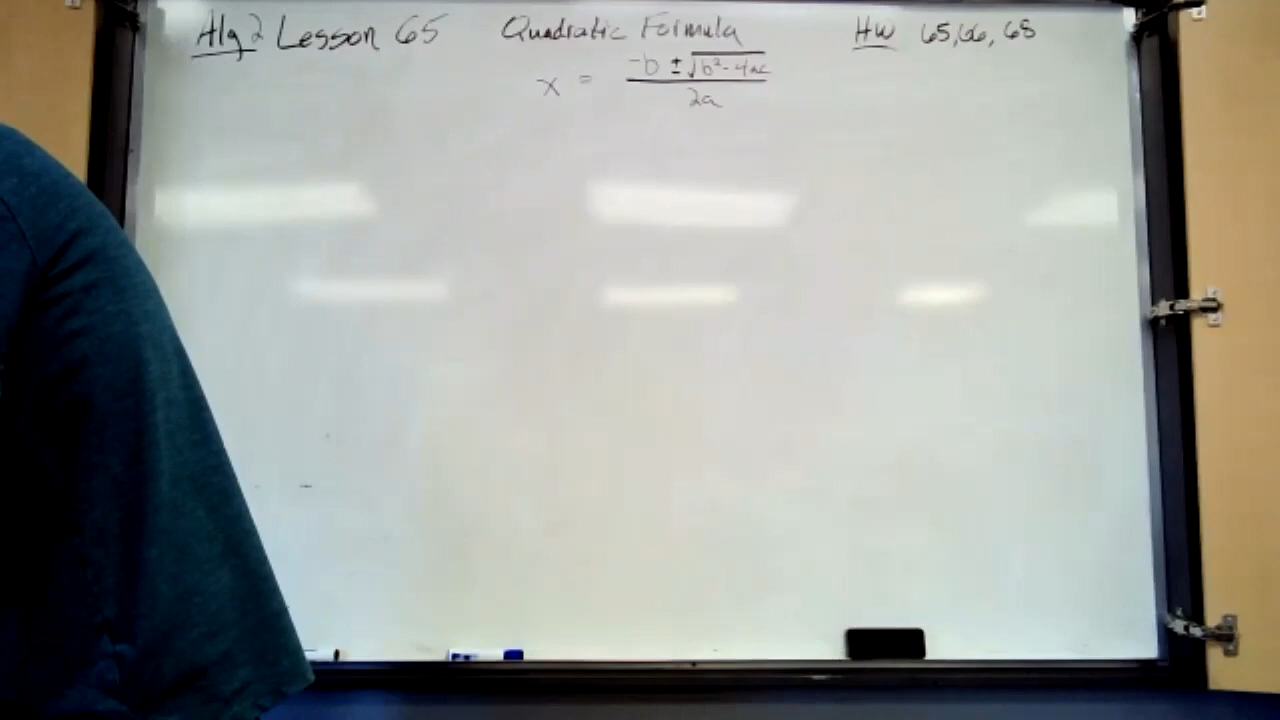 Alg 2 Lesson 65 Quadratic Formula HW 65, 66, 68
x = -b ± √b² - 4ac / 2a